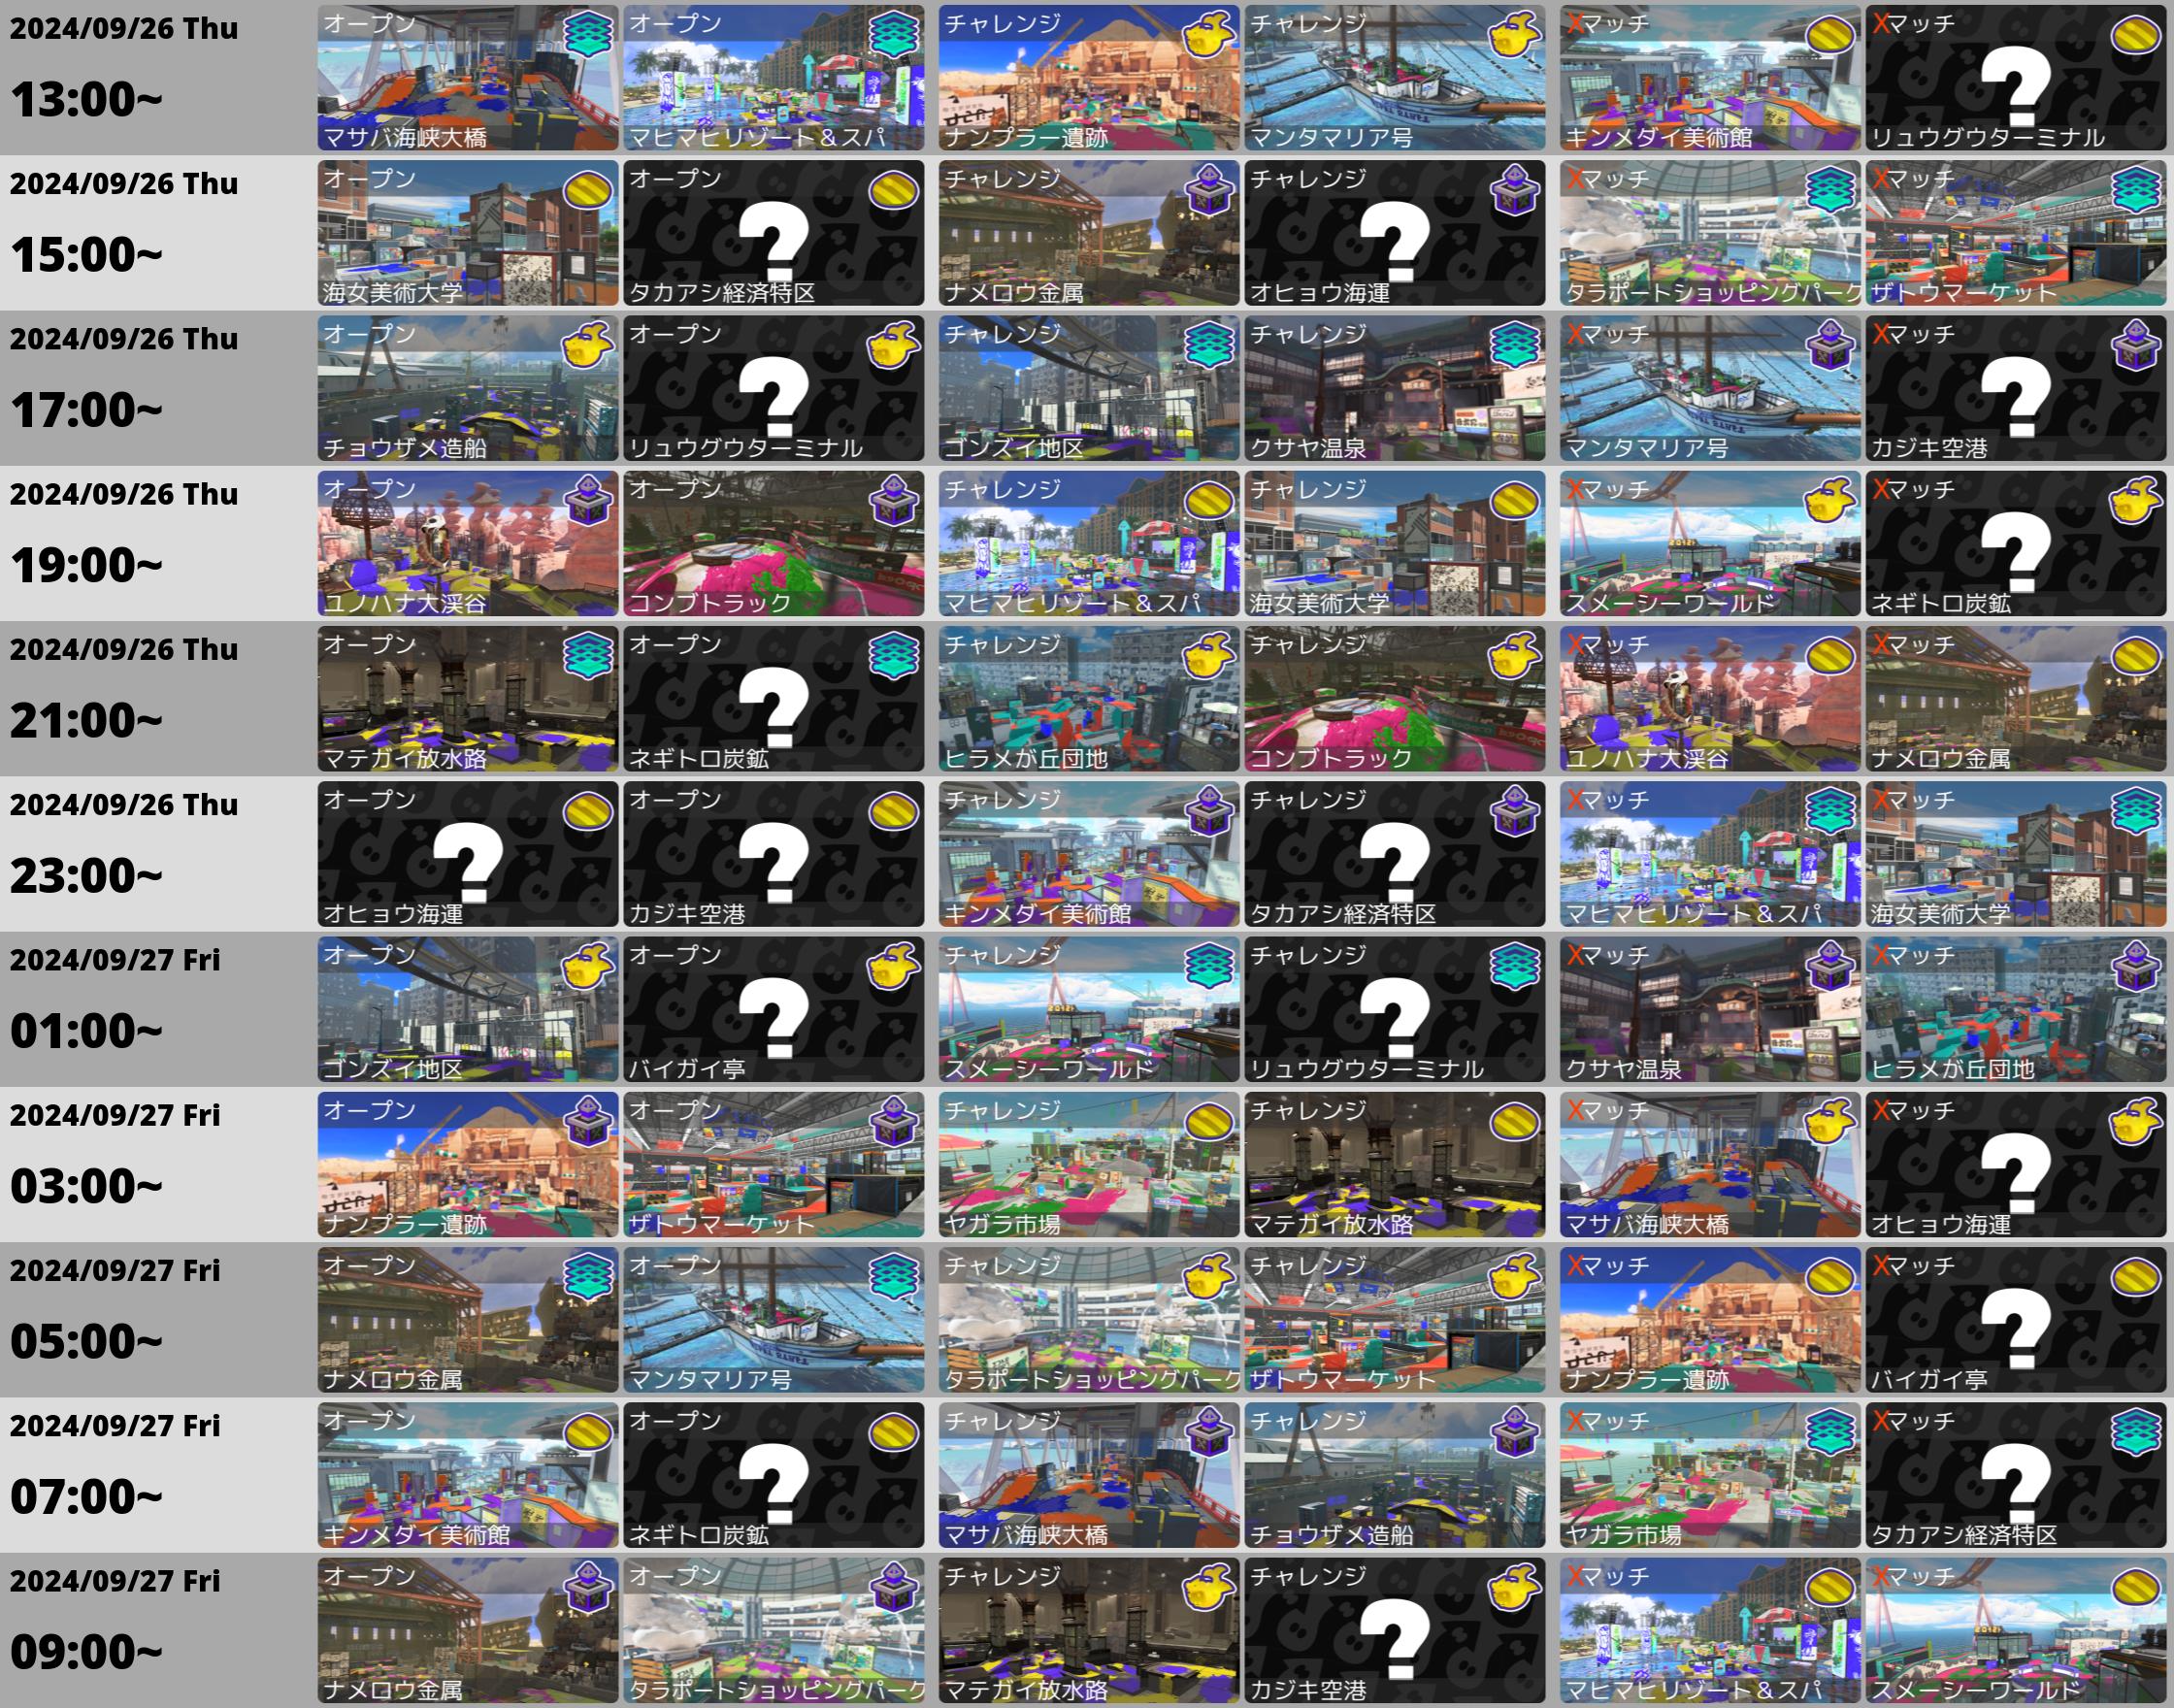 2024/09/26 Thu
13:00~
オープン
マサバ海峡大橋
オープン
マヒマヒリゾート＆スパ
チャレンジ
ナンプラー遺跡
チャレンジ
マンタマリア号
Xマッチ
キンメダイ美術館
Xマッチ
リュウグウターミナル
2024/09/26 Thu
15:00~
オープン
海女美術大学
オープン
タカアシ経済特区
チャレンジ
ナメロウ金属
チャレンジ
オヒョウ海運
Xマッチ
タラポートショッピングパーク
Xマッチ
ザトウマーケット
2024/09/26 Thu
17:00~
オープン
チョウザメ造船
オープン
リュウグウターミナル
チャレンジ
ゴンズイ地区
チャレンジ
クサヤ温泉
Xマッチ
マンタマリア号
Xマッチ
カジキ空港
2024/09/26 Thu
19:00~
オープン
ユノハナ大渓谷
オープン
コンブトラック
チャレンジ
マヒマヒリゾート＆スパ
チャレンジ
海女美術大学
Xマッチ
スメーシーワールド
Xマッチ
ネギトロ炭鉱
2024/09/26 Thu
21:00~
オープン
マテガイ放水路
オープン
ネギトロ炭鉱
チャレンジ
ヒラメが丘団地
チャレンジ
コンブトラック
Xマッチ
ユノハナ大渓谷
Xマッチ
ナメロウ金属
2024/09/26 Thu
23:00~
オープン
オヒョウ海運
オープン
カジキ空港
チャレンジ
キンメダイ美術館
チャレンジ
タカアシ経済特区
Xマッチ
マヒマヒリゾート＆スパ
Xマッチ
海女美術大学
2024/09/27 Fri
01:00~
オープン
ゴンズイ地区
オープン
バイガイ亭
チャレンジ
スメーシーワールド
チャレンジ
リュウグウターミナル
Xマッチ
クサヤ温泉
Xマッチ
ヒラメが丘団地
2024/09/27 Fri
03:00~
オープン
ナンプラー遺跡
オープン
ザトウマーケット
チャレンジ
ヤガラ市場
チャレンジ
マテガイ放水路
Xマッチ
マサバ海峡大橋
Xマッチ
オヒョウ海運
2024/09/27 Fri
05:00~
オープン
ナメロウ金属
オープン
マンタマリア号
チャレンジ
タラポートショッピングパーク
チャレンジ
ザトウマーケット
Xマッチ
ナンプラー遺跡
Xマッチ
バイガイ亭
2024/09/27 Fri
07:00~
オープン
キンメダイ美術館
オープン
ネギトロ炭鉱
チャレンジ
マサバ海峡大橋
チャレンジ
チョウザメ造船
Xマッチ
ヤガラ市場
Xマッチ
タカアシ経済特区
2024/09/27 Fri
09:00~
オープン
ナメロウ金属
オープン
タラポートショッピングパーク
チャレンジ
マテガイ放水路
チャレンジ
カジキ空港
Xマッチ
マヒマヒリゾート＆スパ
Xマッチ
スメーシーワールド